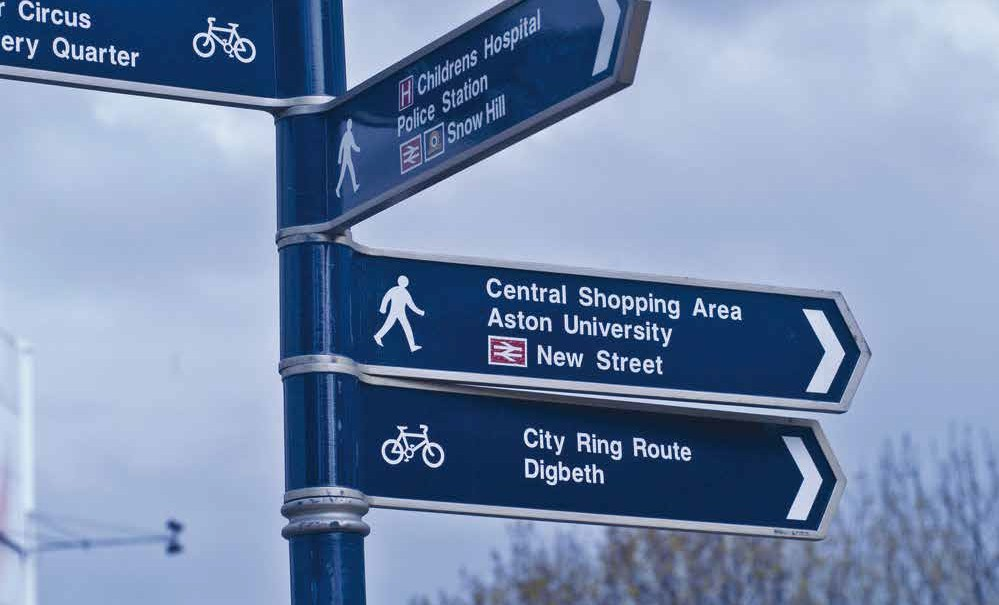 Circus
Quarter
H Childrens Hospital
Police Station
Snow Hill
Central Shopping Area
Aston University
New Street
City Ring Route
Digbeth